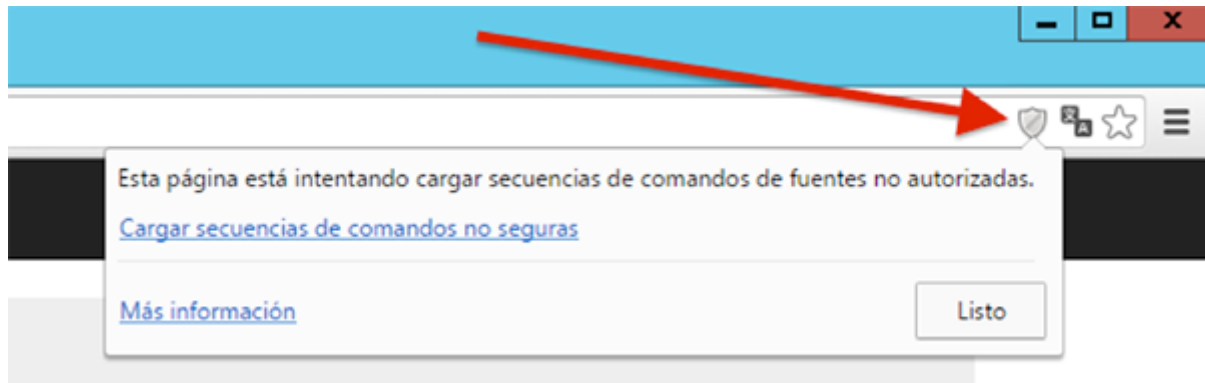 Esta página está intentando cargar secuencias de comandos de fuentes no autorizadas.
Cargar secuencias de comandos no seguras
Más información
Listo